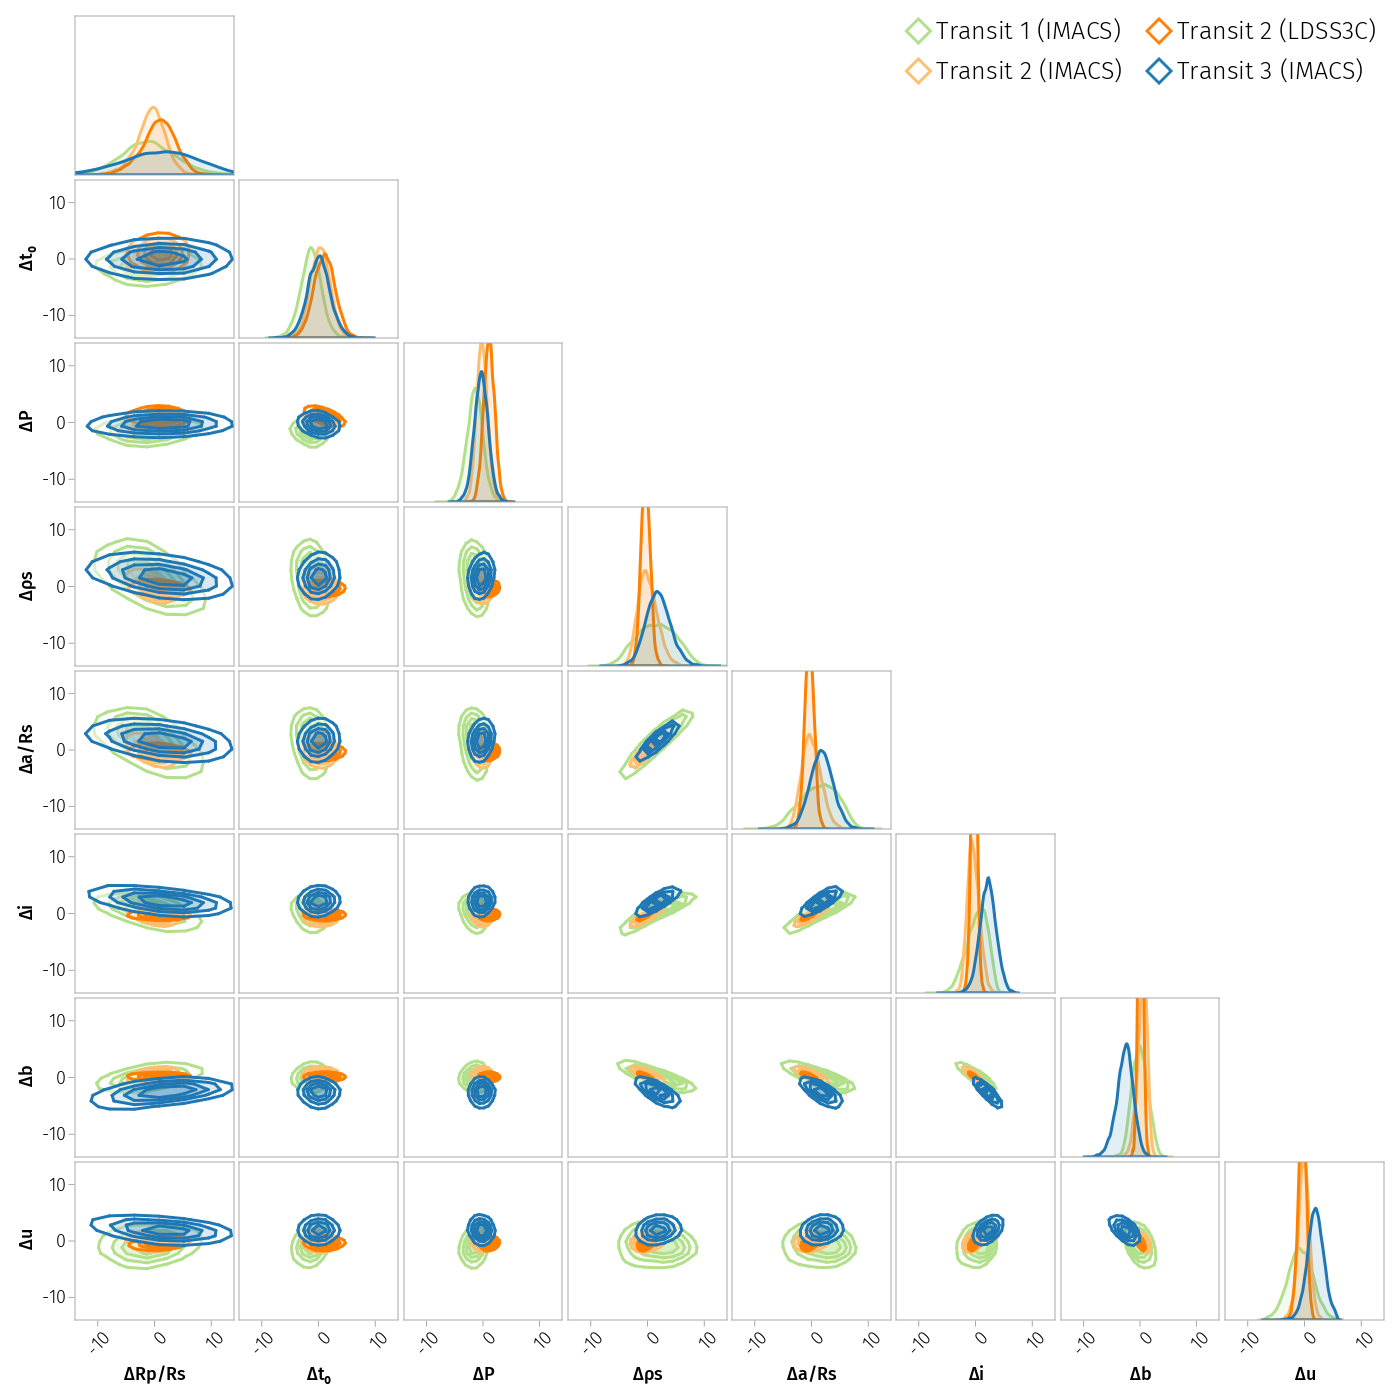 Transit 1 (IMACS) Transit 2 (LDSS3C)
Transit 2 (IMACS) Transit 3 (IMACS)
10
Δt₀ 0
-10
10
ΔP 0
-10
10
Δρs 0
-10
10
Δa/Rs 0
-10
10
Δi 0
-10
10
Δb 0
-10
10
Δu 0
-10
-10 0 10 -10 0 10 -10 0 10 -10 0 10 -10 0 10 -10 0 10 -10 0 10 -10 0 10
ΔRp/Rs Δt₀ ΔP Δρs Δa/Rs Δi Δb Δu